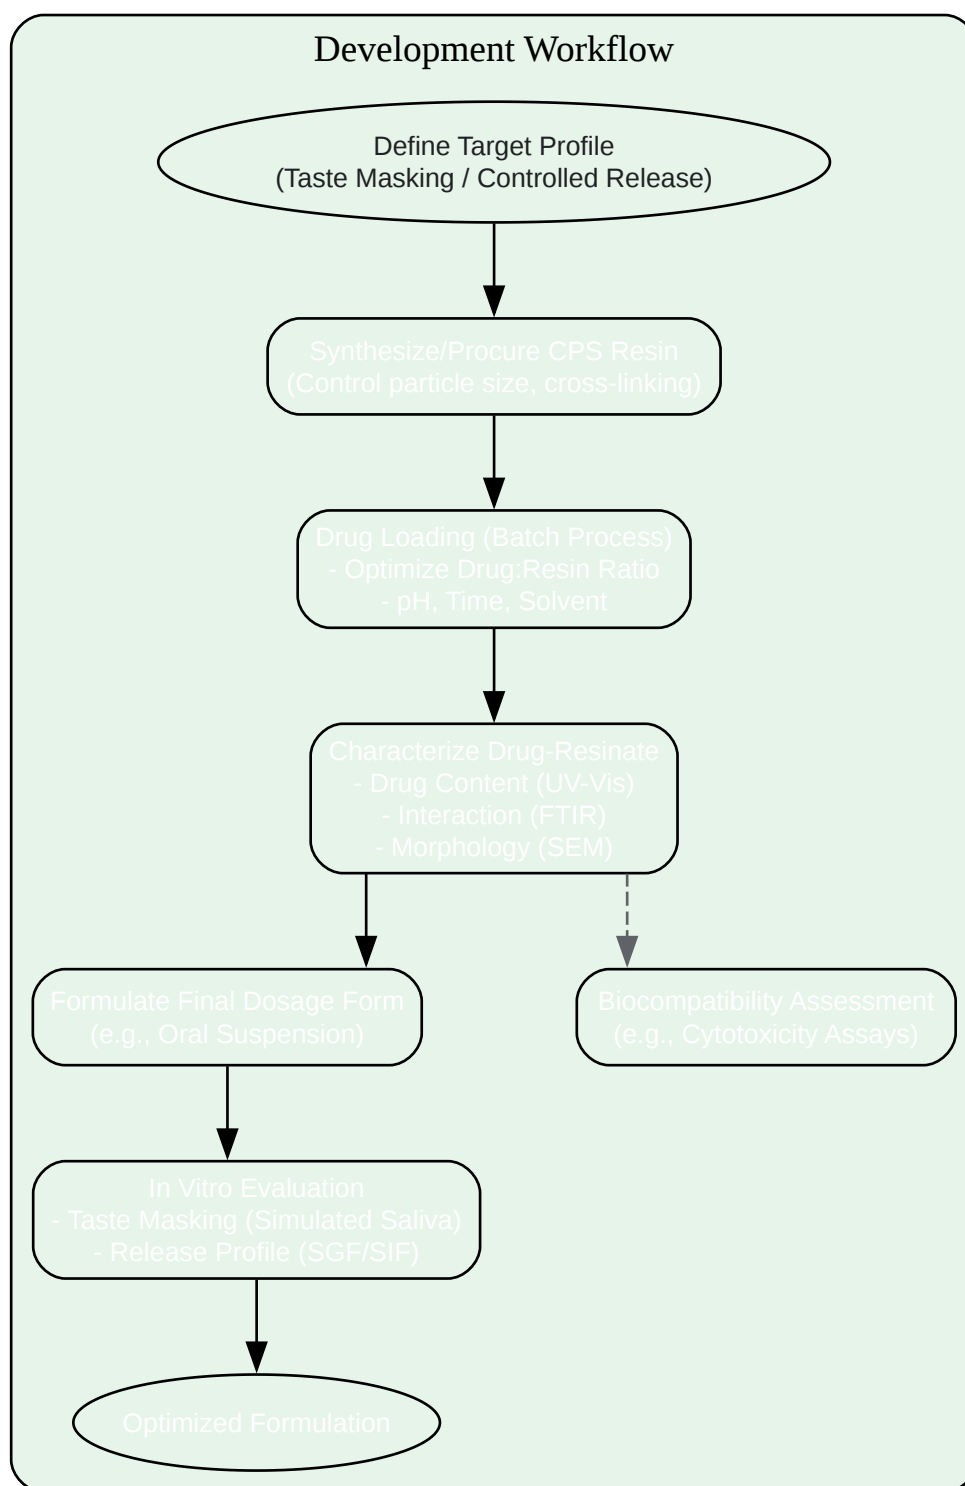 Development Workflow
Define Target Profile
(Taste Masking / Controlled Release)
Synthesize/Procure CPS Resin
(Control particle size, cross-linking)
Drug Loading (Batch Process)
- Optimize Drug:Resin Ratio
- pH, Time, Solvent
Characterize Drug-Resinate
- Drug Content (UV-Vis)
- Interaction (FTIR)
- Morphology (SEM)
Formulate Final Dosage Form
(e.g., Oral Suspension)
Biocompatibility Assessment
(e.g., Cytotoxicity Assays)
In Vitro Evaluation
- Taste Masking (Simulated Saliva)
- Release Profile (SGF/SIF)
Optimized Formulation